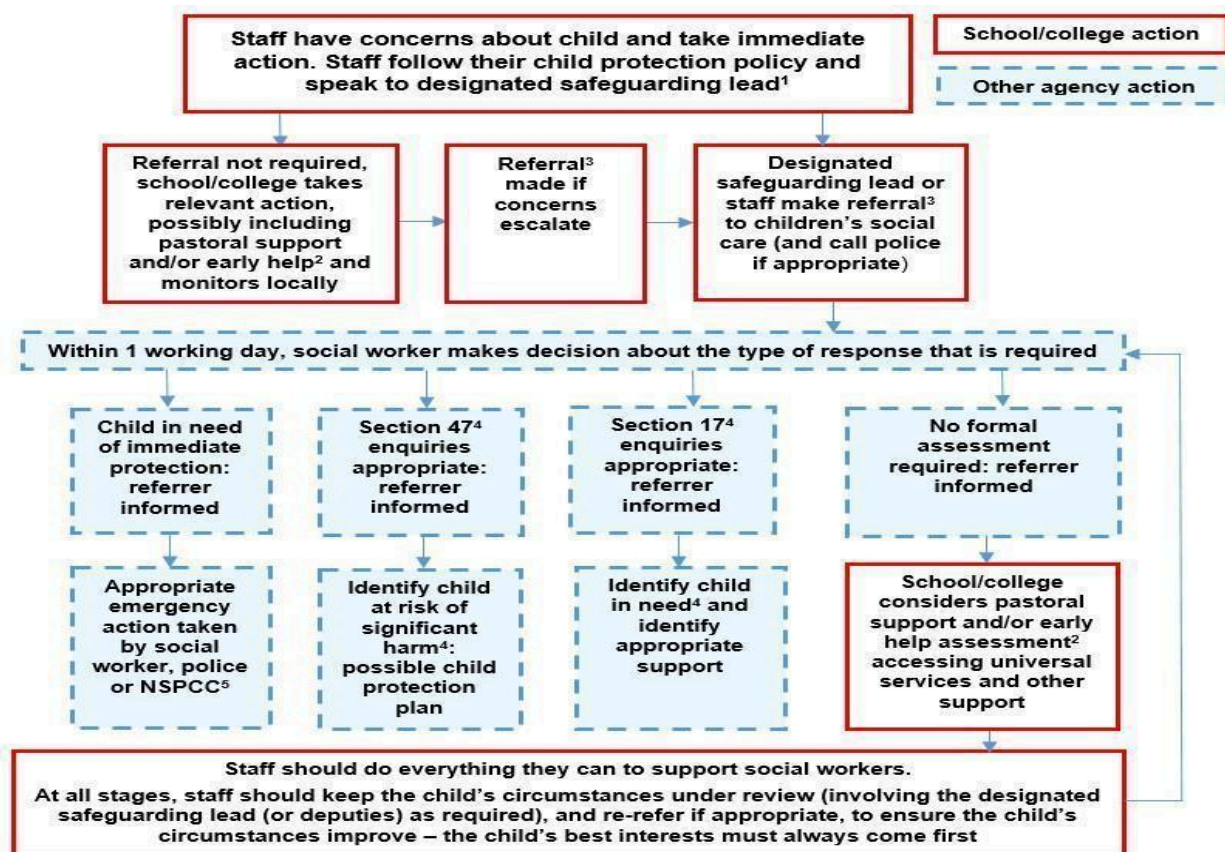 Staff have concerns about child and take immediate
action. Staff follow their child protection policy and
speak to designated safeguarding lead¹
School/college action
Other agency action
Referral not required,
school/college takes
relevant action,
possibly including
pastoral support
and/or early help² and
monitors locally
Referral³
made if
concerns
escalate
Designated
safeguarding lead or
staff make referral³
to children’s social
care (and call police
if appropriate)
Within 1 working day, social worker makes decision about the type of response that is required
Child in need
of immediate
protection:
referrer
informed
Section 47⁴
enquiries
appropriate:
referrer
informed
Section 17⁴
enquiries
appropriate:
referrer
informed
No formal
assessment
required: referrer
informed
Appropriate
emergency
action taken
by social
worker, police
or NSPCC⁵
Identify child
at risk of
significant
harm⁴:
possible child
protection
plan
Identify child
in need⁴ and
identify
appropriate
support
School/college
considers pastoral
support and/or early
help assessment²
accessing universal
services and other
support
Staff should do everything they can to support social workers.
At all stages, staff should keep the child’s circumstances under review (involving the designated
safeguarding lead (or deputies) as required), and re-refer if appropriate, to ensure the child’s
circumstances improve – the child’s best interests must always come first